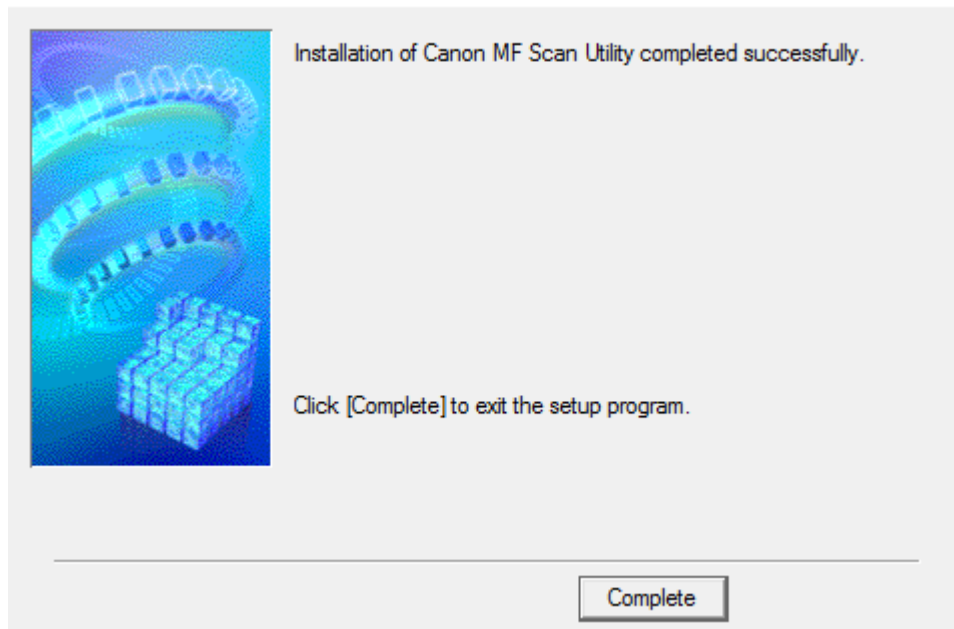 Installation of Canon MF Scan Utility completed successfully.
Click [Complete] to exit the setup program.
Complete